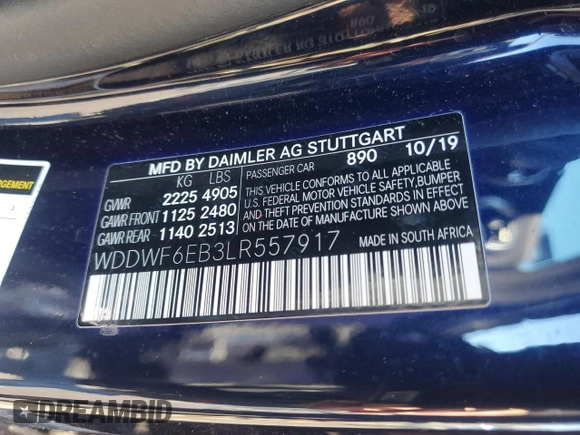 MFD BY DAIMLER AG STUTTGART
KG LBS PASSENGER CAR 890 10/19
GVWR 2225 4905
GAWR FRONT 1125 2480
GAWR REAR 1140 2513
THIS VEHICLE CONFORMS TO ALL APPLICABLE
U.S. FEDERAL MOTOR VEHICLE SAFETY, BUMPER
AND THEFT PREVENTION STANDARDS IN EFFECT
ON THE DATE OF MANUFACTURE SHOWN ABOVE.
WDDWF6EB3LR557917
MADE IN SOUTH AFRICA
DREAMBID